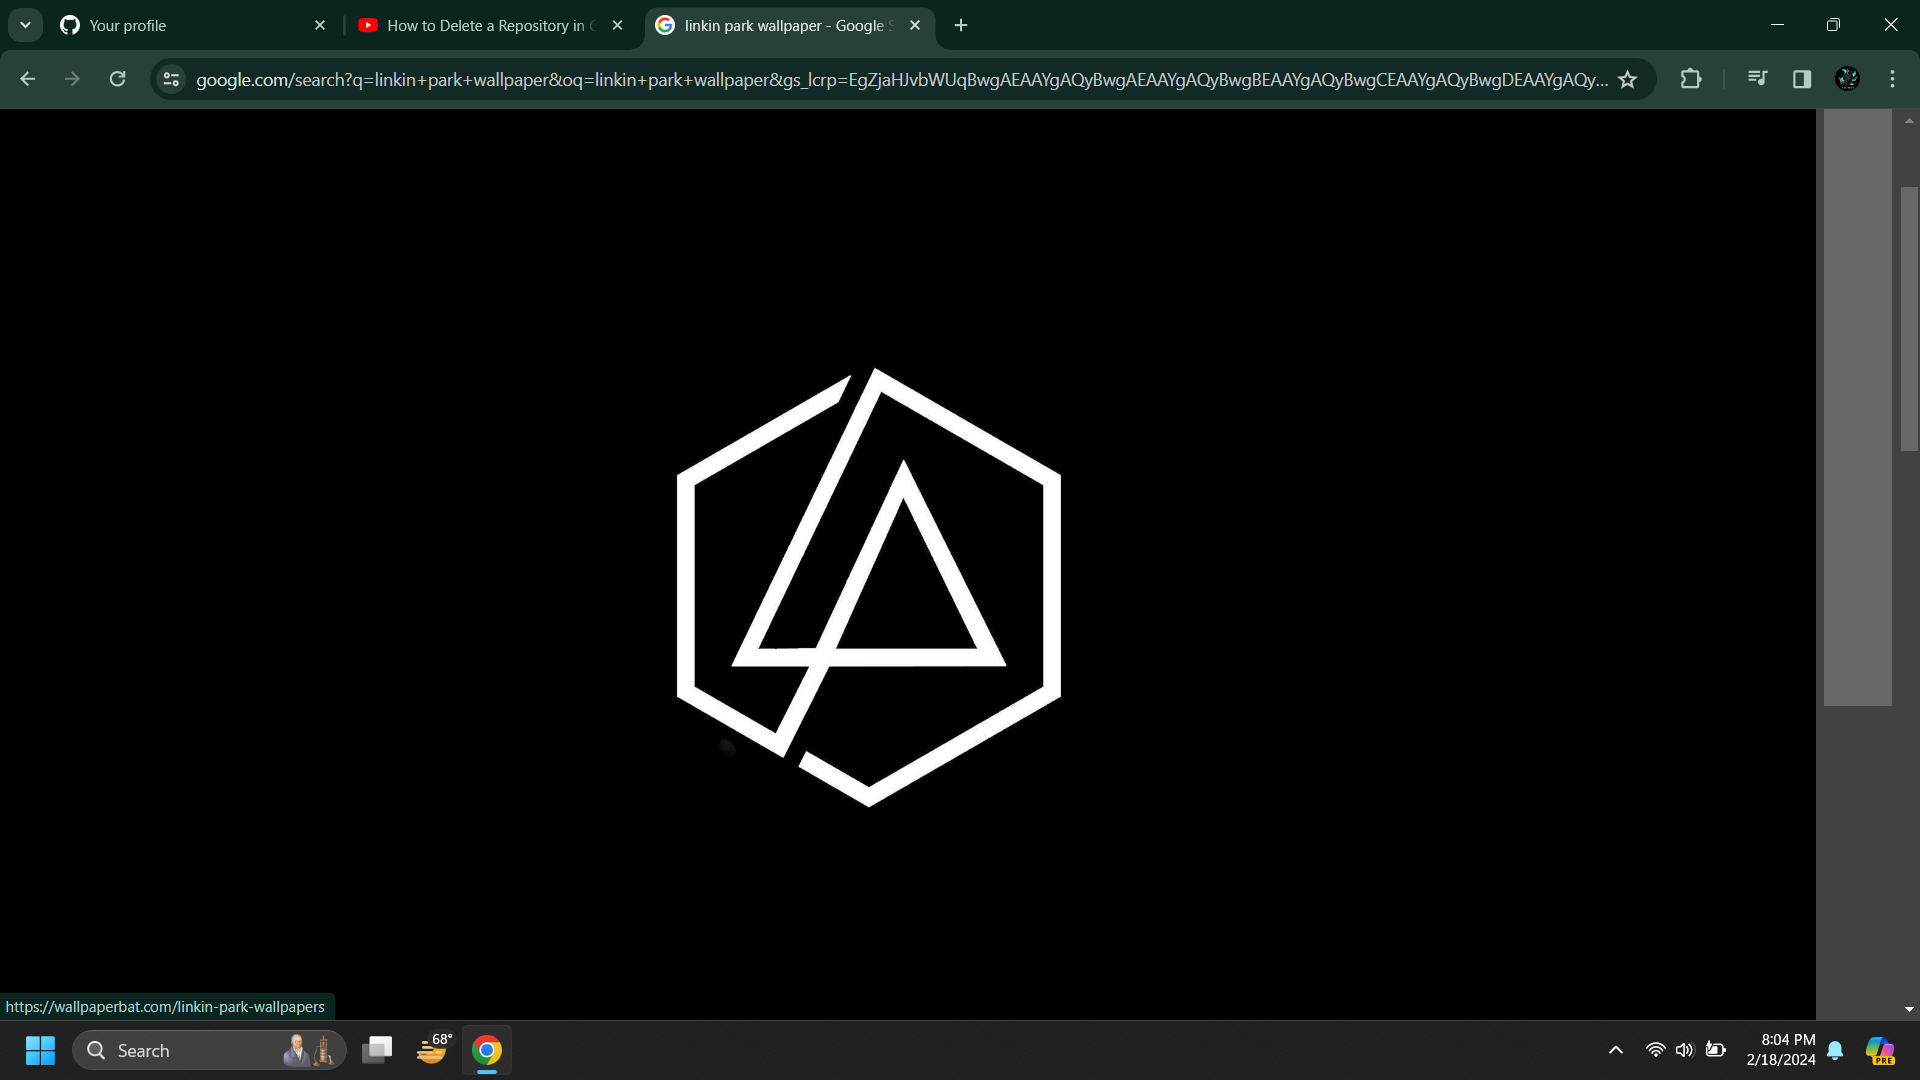 Your profile
How to Delete a Repository in
linkin park wallpaper - Google
google.com/search?q=linkin+park+wallpaper&oq=linkin+park+wallpaper&gs_lcrp=EgZjaHJvbWUqBwgAEAAYgAQyBwgAEAAYgAQyBwgBEAAYgAQyBwgCEAAYgAQyBwgDEAAYgAQy...
https://wallpaperbat.com/linkin-park-wallpapers
Search
68°
8:04 PM
2/18/2024
PRE